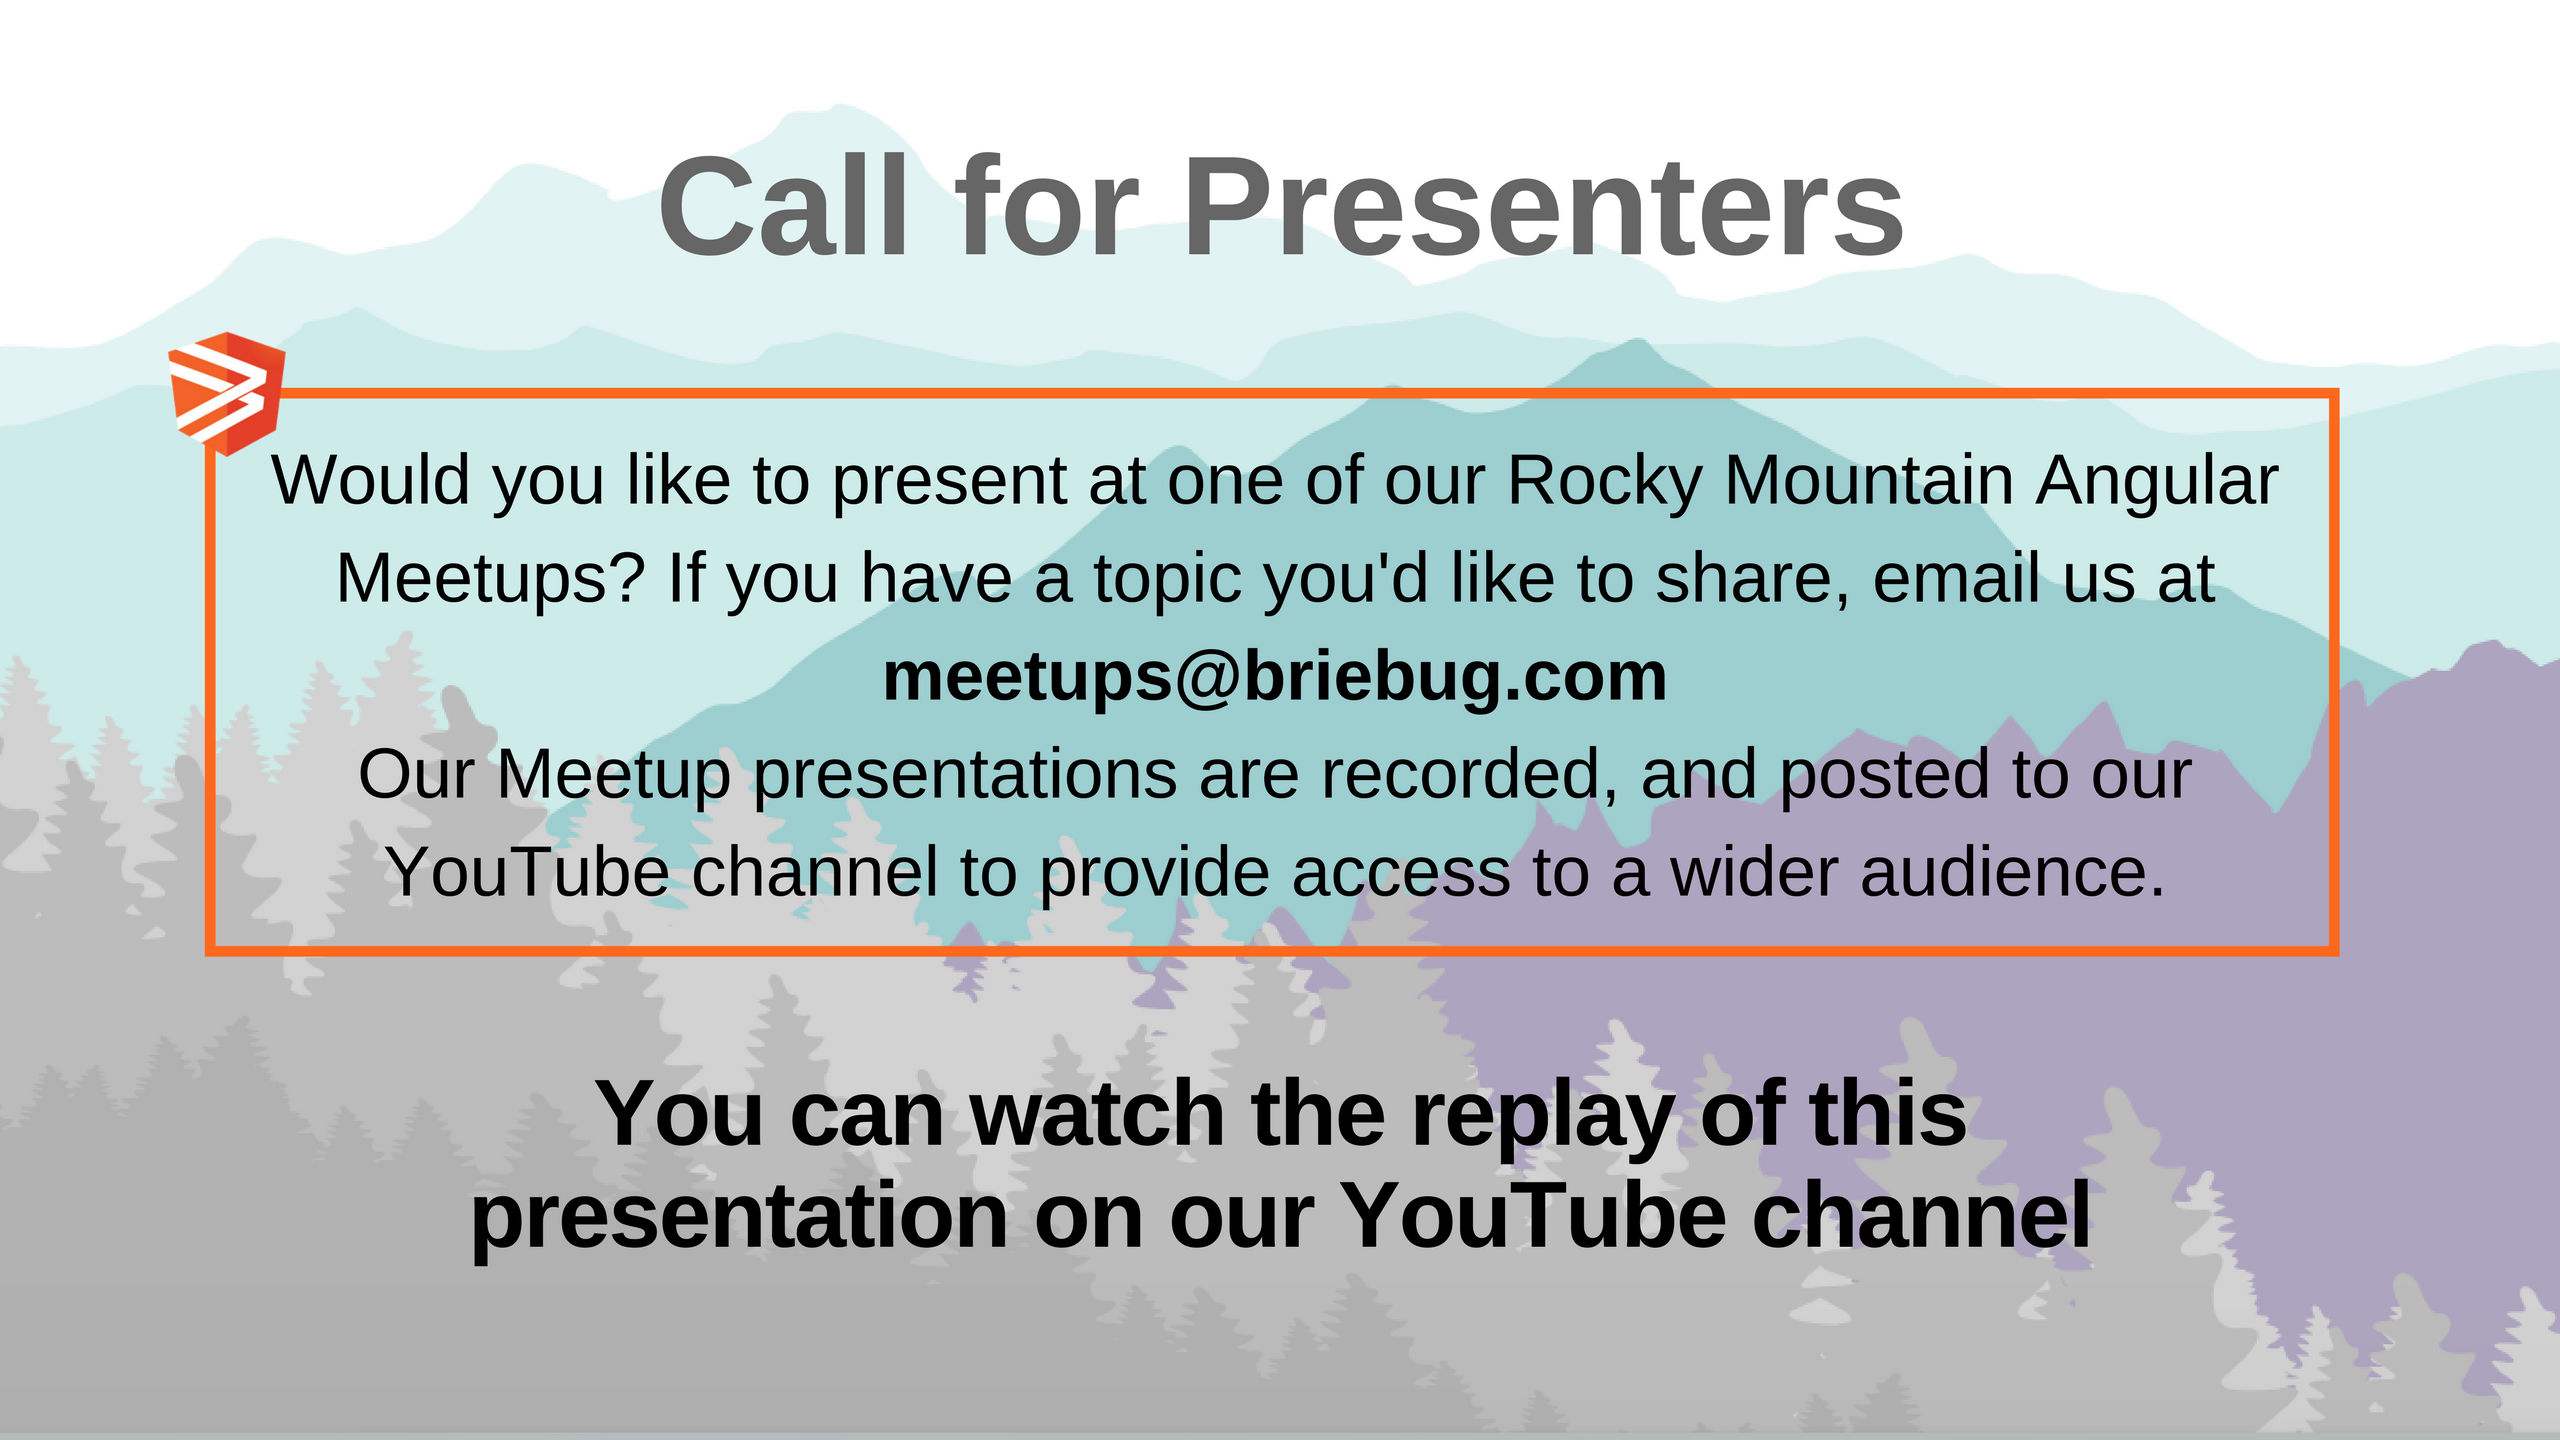 Call for Presenters
Would you like to present at one of our Rocky Mountain Angular
Meetups? If you have a topic you'd like to share, email us at
meetups@briebug.com
Our Meetup presentations are recorded, and posted to our
YouTube channel to provide access to a wider audience.
You can watch the replay of this
presentation on our YouTube channel